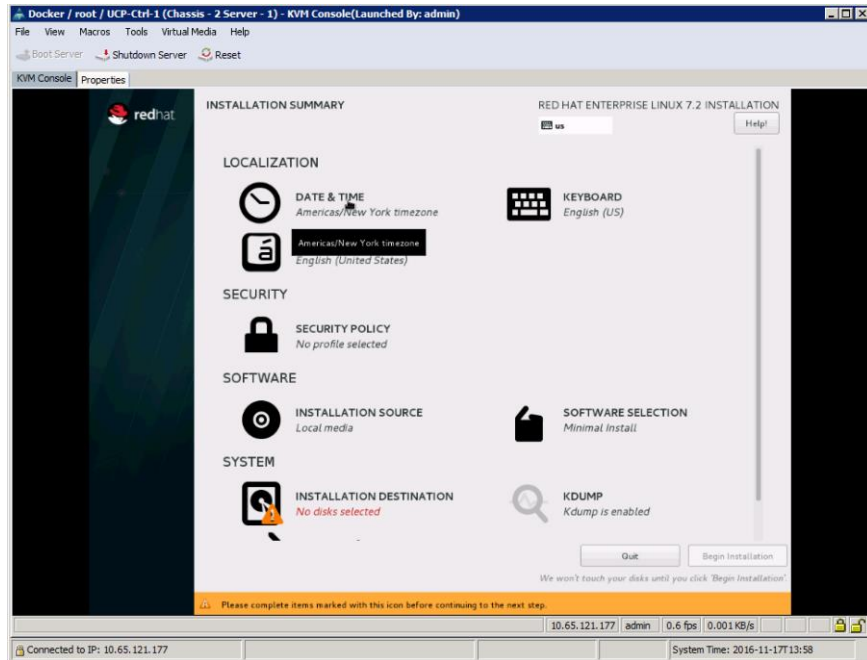 Docker / root / UCP-Ctrl-1 (Chassis - 2 Server - 1) - KVM Console(Launched By: admin)
File View Macros Tools Virtual Media Help
Boot Server Shutdown Server Reset
KVM Console Properties
redhat
INSTALLATION SUMMARY
RED HAT ENTERPRISE LINUX 7.2 INSTALLATION
us
Help!
LOCALIZATION
DATE & TIME
Americas/New York timezone
KEYBOARD
English (US)
Americas/New York timezone
English (United States)
SECURITY
SECURITY POLICY
No profile selected
SOFTWARE
INSTALLATION SOURCE
Local media
SOFTWARE SELECTION
Minimal Install
SYSTEM
INSTALLATION DESTINATION
No disks selected
KDUMP
Kdump is enabled
Quit
Begin Installation
We won't touch your disks until you click 'Begin Installation'.
Please complete items marked with this icon before continuing to the next step.
10.65.121.177 admin 0.6 fps 0.001 KB/s
Connected to IP: 10.65.121.177
System Time: 2016-11-17T13:58